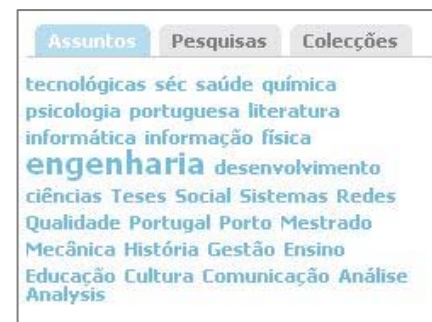 Assuntos Pesquisas Colecções
tecnológicas séc saúde química
psicologia portuguesa literatura
informática informação física
engenharia desenvolvimento
ciências Teses Social Sistemas Redes
Qualidade Portugal Porto Mestrado
Mecânica História Gestão Ensino
Educação Cultura Comunicação Análise
Analysis